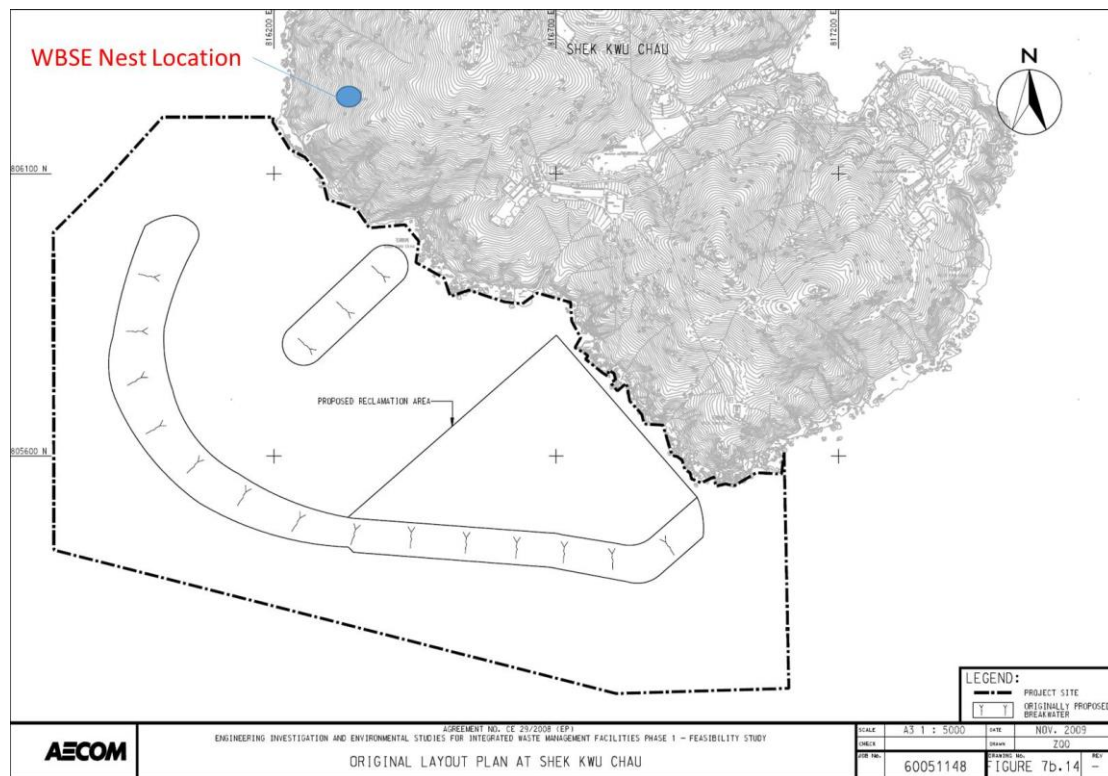 816200 E
816700 E
817200 E
SHEK KWU CHAU
WBSE Nest Location
N
806100 N
PROPOSED RECLAMATION AREA
805600 N
LEGEND:
PROJECT SITE
ORIGINALLY PROPOSED
BREAKWATER
AECOM
AGREEMENT NO. CE 29/2008 (EP)
ENGINEERING INVESTIGATION AND ENVIRONMENTAL STUDIES FOR INTEGRATED WASTE MANAGEMENT FACILITIES PHASE 1 - FEASIBILITY STUDY
ORIGINAL LAYOUT PLAN AT SHEK KWU CHAU
SCALE A3 1 : 5000 DATE NOV. 2009
CHECK DRAWN ZQO
JOB No. 60051148 DRAWING No. FIGURE 7b.14 REV -